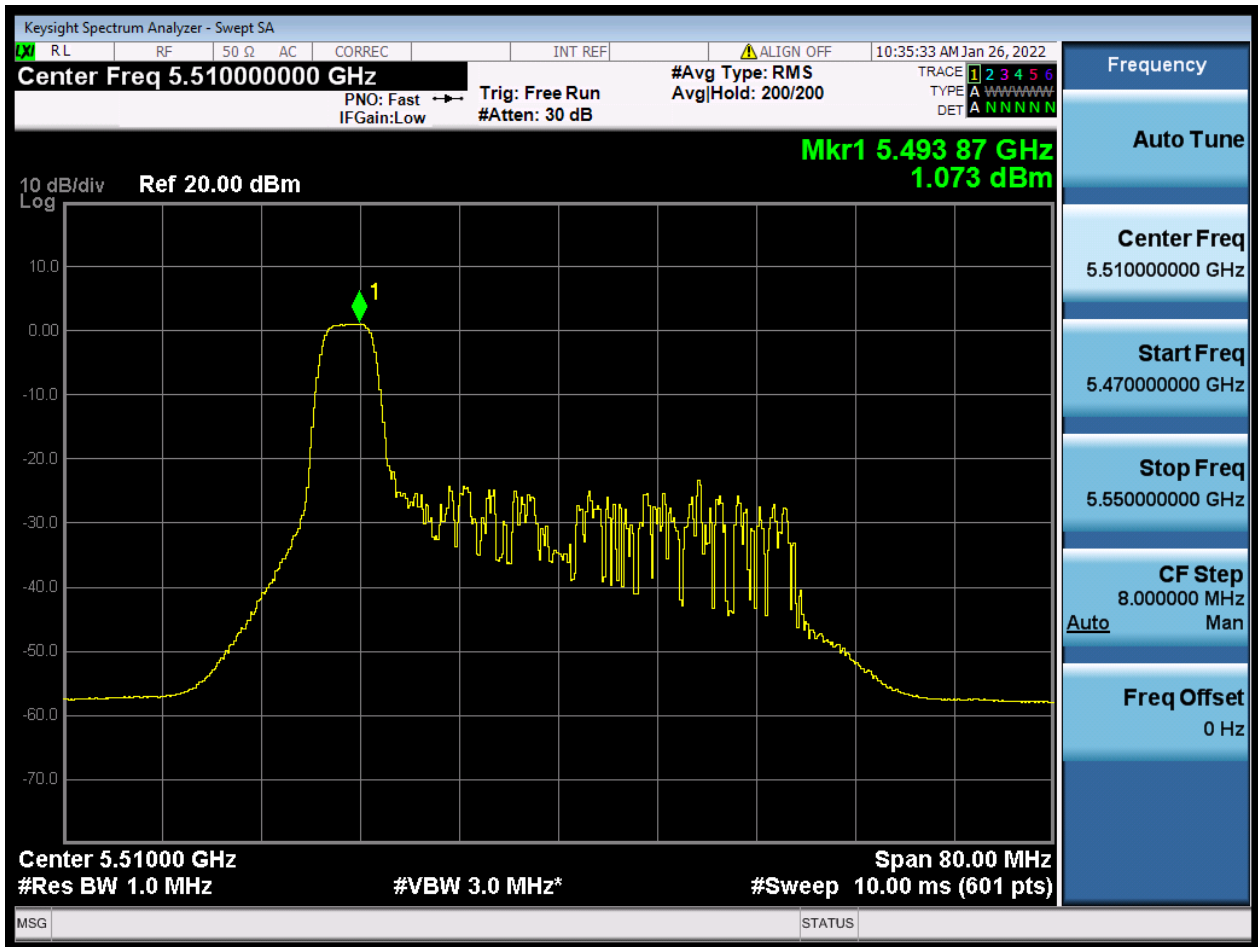 Keysight Spectrum Analyzer - Swept SA
LXI RL RF 50 Ω AC CORREC INT REF ALIGN OFF 10:35:33 AM Jan 26, 2022
Center Freq 5.510000000 GHz
PNO: Fast
IFGain:Low
Trig: Free Run
#Atten: 30 dB
#Avg Type: RMS
Avg|Hold: 200/200
TRACE 1 2 3 4 5 6
TYPE A WWWWW
DET A N N N N N
Mkr1 5.493 87 GHz
1.073 dBm
10 dB/div Ref 20.00 dBm
Log
1
10.0
0.00
-10.0
-20.0
-30.0
-40.0
-50.0
-60.0
-70.0
Center 5.51000 GHz Span 80.00 MHz
#Res BW 1.0 MHz #VBW 3.0 MHz* #Sweep 10.00 ms (601 pts)
MSG STATUS
Frequency
Auto Tune
Center Freq
5.510000000 GHz
Start Freq
5.470000000 GHz
Stop Freq
5.550000000 GHz
CF Step
8.000000 MHz
Auto Man
Freq Offset
0 Hz